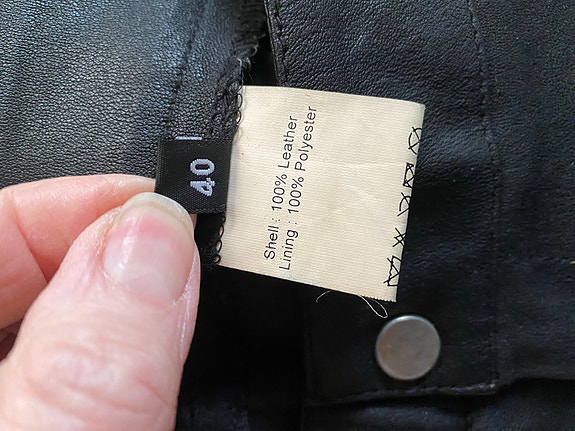 40
Shell : 100% Leather
Lining : 100% Polyester